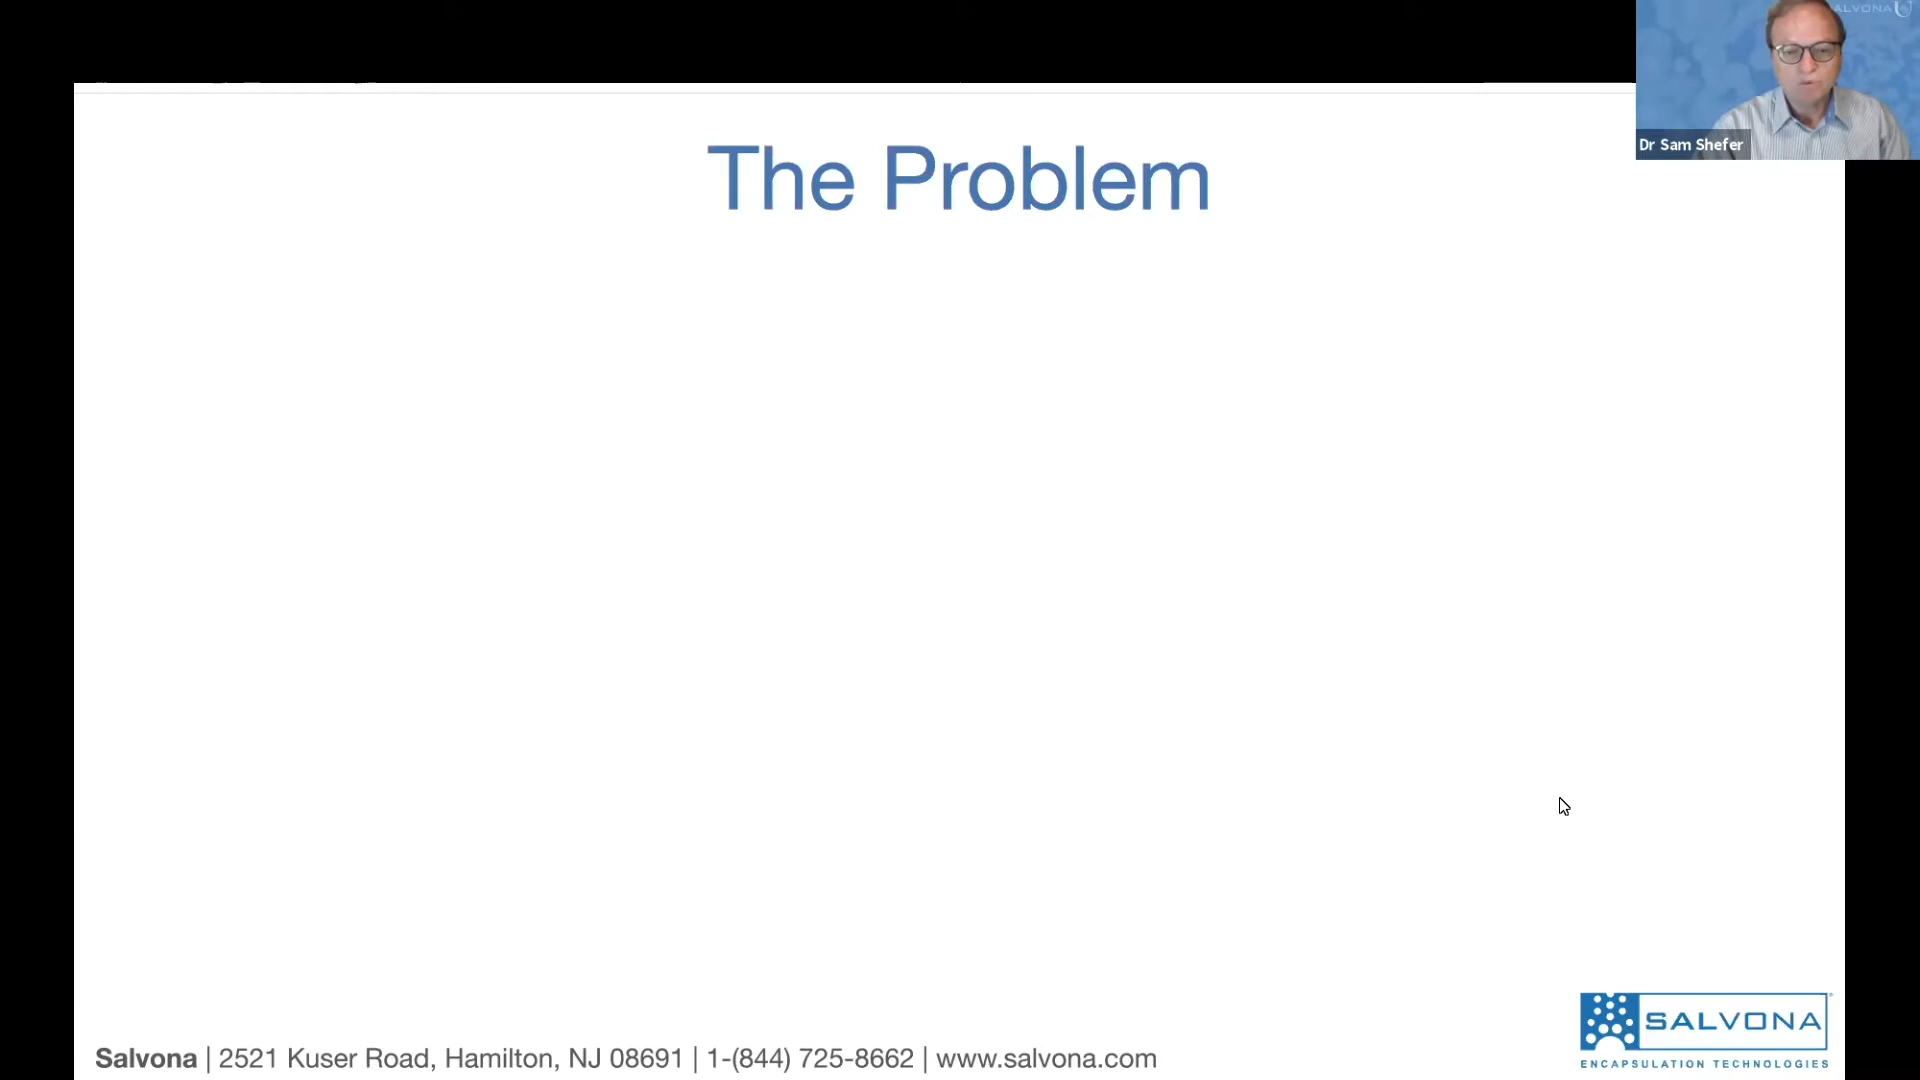 ALVONA U
Dr Sam Shefer
The Problem
SALVONA®
ENCAPSULATION TECHNOLOGIES
Salvona | 2521 Kuser Road, Hamilton, NJ 08691 | 1-(844) 725-8662 | www.salvona.com